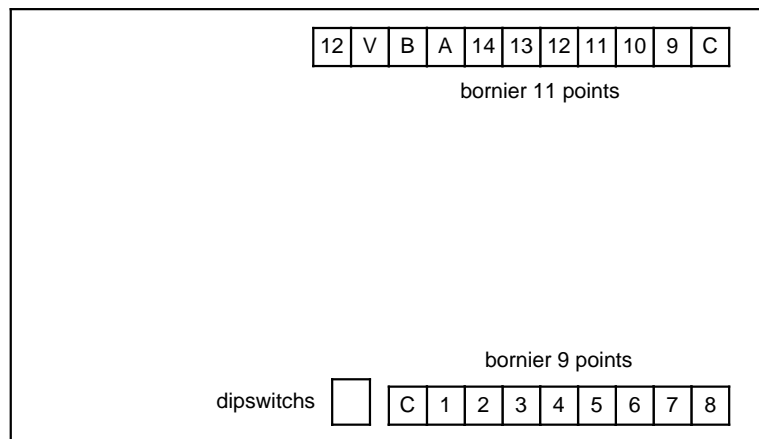 12 V B A 14 13 12 11 10 9 C
bornier 11 points
bornier 9 points
dipswitchs
C 1 2 3 4 5 6 7 8